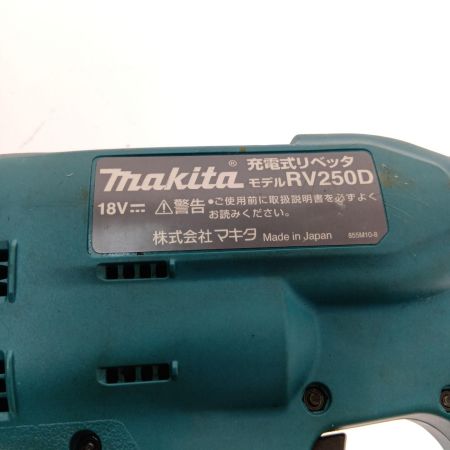 makita® 充電式リベッタ
モデルRV250D
18V⎓ ⚠警告 •ご使用前に取扱説明書を必ずよく
お読みください。
株式会社マキタ Made in Japan 855M10-8